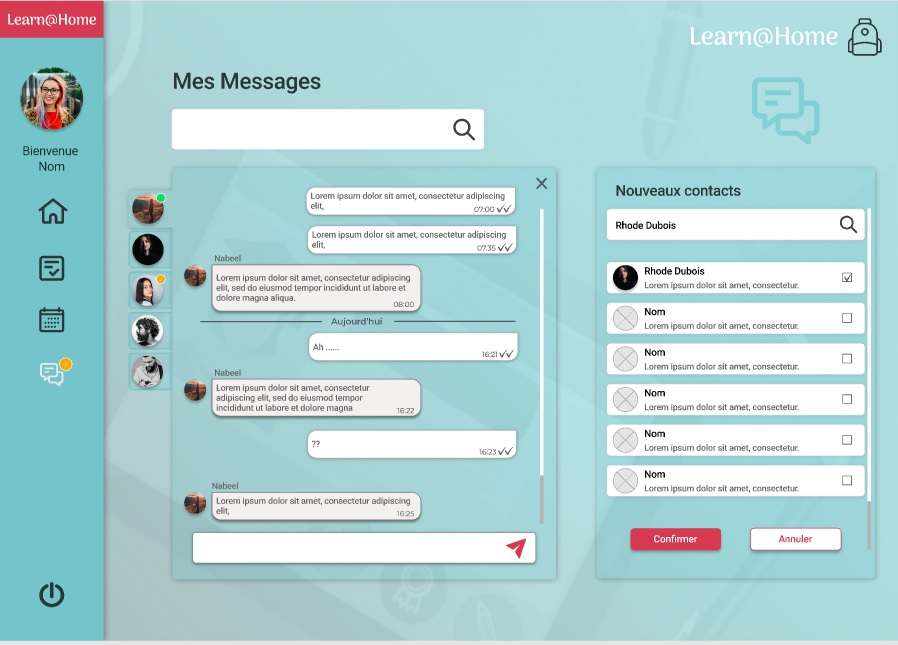 Learn@Home
Learn@Home
Bienvenue
Nom
Mes Messages
Lorem ipsum dolor sit amet, consectetur adipiscing
elit,
07:00
Lorem ipsum dolor sit amet, consectetur adipiscing
elit,
07.35
Nabeel
Lorem ipsum dolor sit amet, consectetur adipiscing
elit, sed do eiusmod tempor incididunt ut labore et
dolore magna aliqua.
08:00
Aujourd'hui
Ah ......
16:21
Nabeel
Lorem ipsum dolor sit amet, consectetur
adipiscing elit, sed do eiusmod tempor
incididunt ut labore et dolore magna
16:22
??
16:23
Nabeel
Lorem ipsum dolor sit amet, consectetur adipiscing
elit,
16:25
Nouveaux contacts
Rhode Dubois
Rhode Dubois
Lorem ipsum dolor sit amet, consectetur.
Nom
Lorem ipsum dolor sit amet, consectetur.
Nom
Lorem ipsum dolor sit amet, consectetur.
Nom
Lorem ipsum dolor sit amet, consectetur.
Nom
Lorem ipsum dolor sit amet, consectetur.
Nom
Lorem ipsum dolor sit amet, consectetur.
Confirmer
Annuler